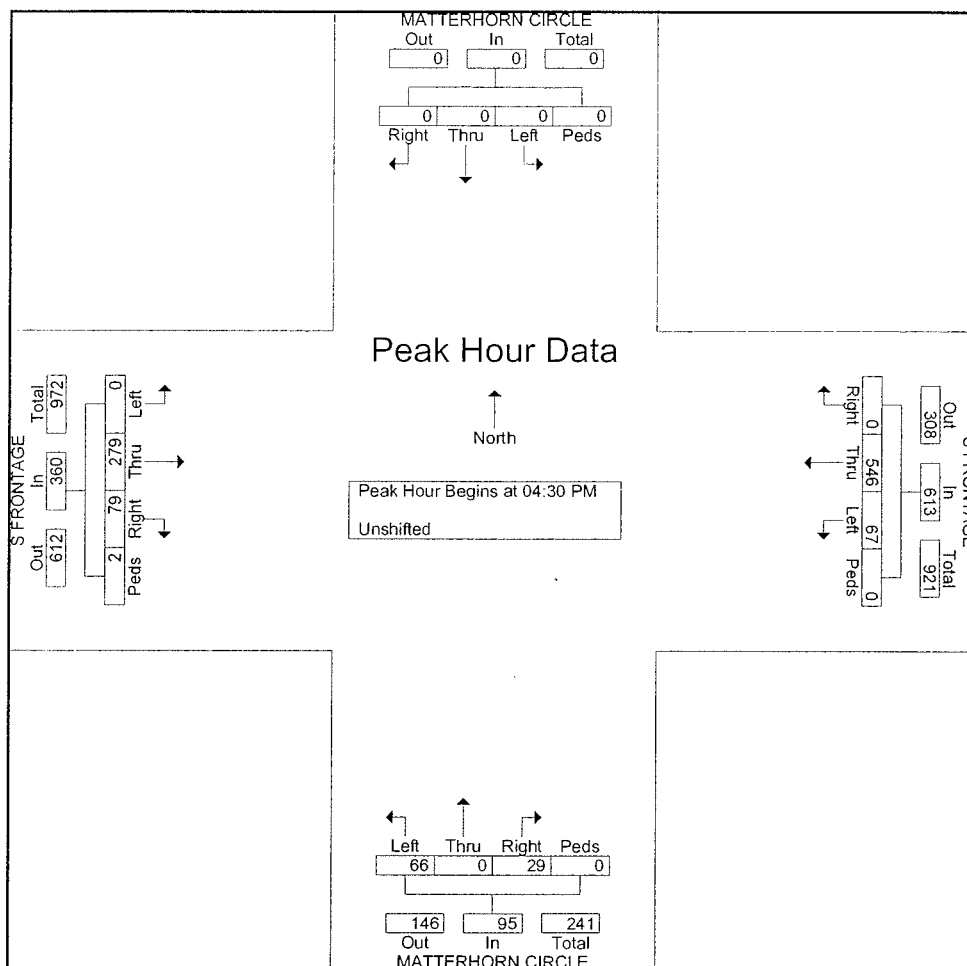 MATTERHORN CIRCLE
Out In Total
0 0 0
0 0 0 0
Right Thru Left Peds
Peak Hour Data
North
Peak Hour Begins at 04:30 PM
Unshifted
S FRONTAGE
Total In Out
972 360 612
0 279 79 2
Left Thru Right Peds
Right Thru Left Peds
0 546 67 0
308 613 921
Out In Total
FRONTAGE
Left Thru Right Peds
66 0 29 0
146 95 241
Out In Total
MATTERHORN CIRCLE